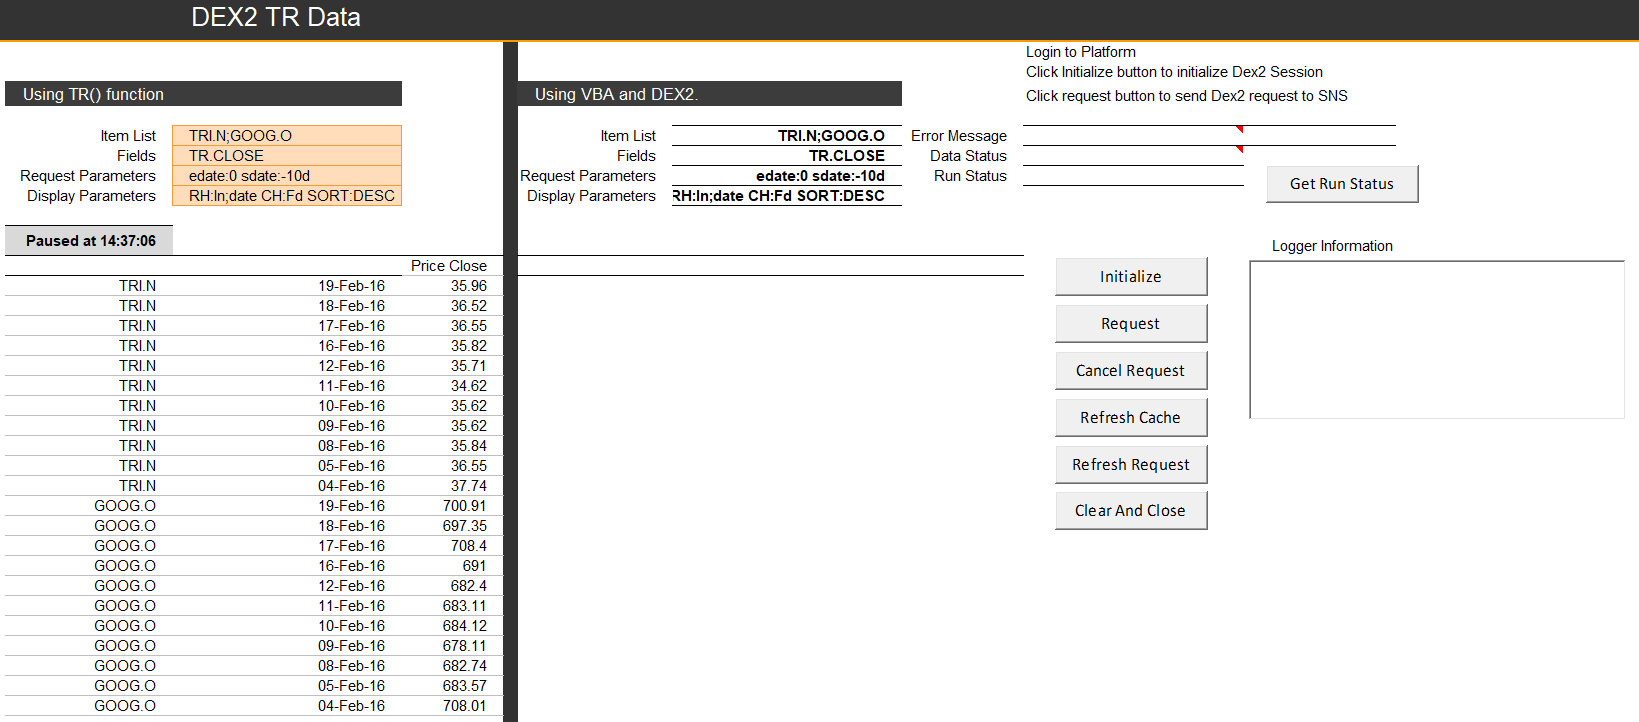 DEX2 TR Data
Login to Platform
Click Initialize button to initialize Dex2 Session
Click request button to send Dex2 request to SNS
Using TR() function
Item List TRI.N;GOOG.O
Fields TR.CLOSE
Request Parameters edate:0 sdate:-10d
Display Parameters RH:In;date CH:Fd SORT:DESC
Paused at 14:37:06
Price Close
TRI.N 19-Feb-16 35.96
TRI.N 18-Feb-16 36.52
TRI.N 17-Feb-16 36.55
TRI.N 16-Feb-16 35.82
TRI.N 12-Feb-16 35.71
TRI.N 11-Feb-16 34.62
TRI.N 10-Feb-16 35.62
TRI.N 09-Feb-16 35.62
TRI.N 08-Feb-16 35.84
TRI.N 05-Feb-16 36.55
TRI.N 04-Feb-16 37.74
GOOG.O 19-Feb-16 700.91
GOOG.O 18-Feb-16 697.35
GOOG.O 17-Feb-16 708.4
GOOG.O 16-Feb-16 691
GOOG.O 12-Feb-16 682.4
GOOG.O 11-Feb-16 683.11
GOOG.O 10-Feb-16 684.12
GOOG.O 09-Feb-16 678.11
GOOG.O 08-Feb-16 682.74
GOOG.O 05-Feb-16 683.57
GOOG.O 04-Feb-16 708.01
Using VBA and DEX2.
Item List TRI.N;GOOG.O
Fields TR.CLOSE
Request Parameters edate:0 sdate:-10d
Display Parameters RH:In;date CH:Fd SORT:DESC
Error Message
Data Status
Run Status
Get Run Status
Initialize
Request
Cancel Request
Refresh Cache
Refresh Request
Clear And Close
Logger Information